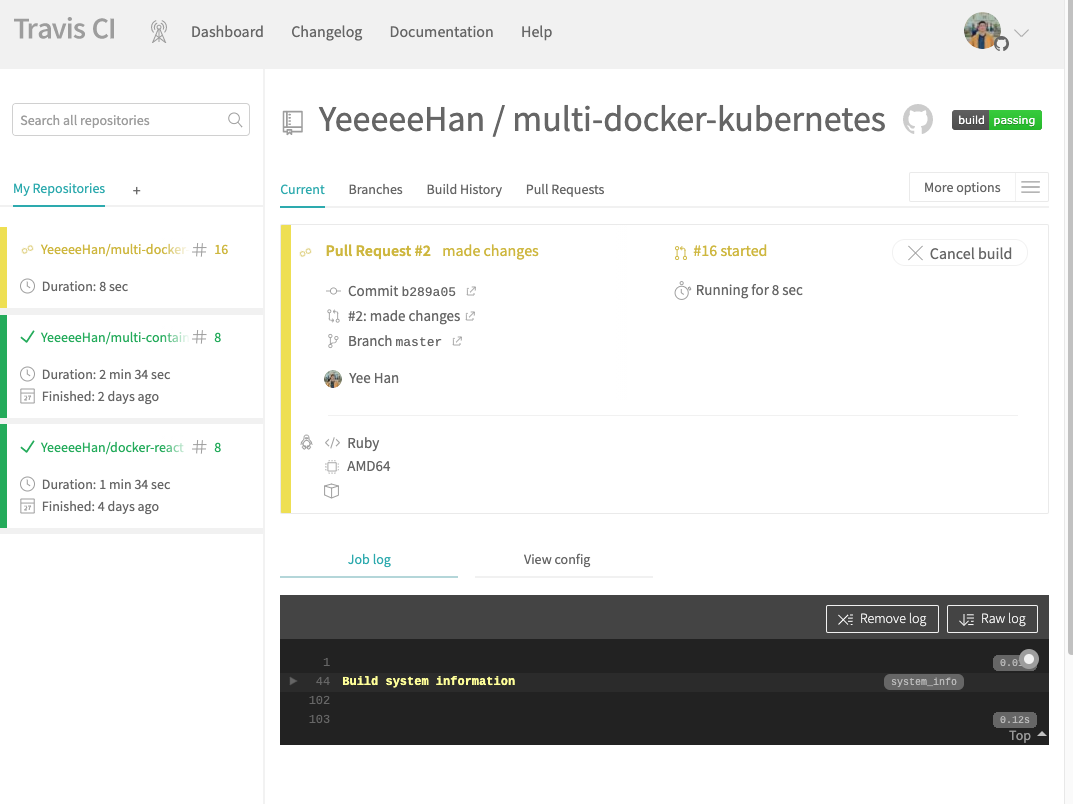 Travis CI
Dashboard
Changelog
Documentation
Help
Search all repositories
My Repositories
+
YeeeeeHan/multi-docker # 16
Duration: 8 sec
YeeeeeHan/multi-contain # 8
Duration: 2 min 34 sec
27 Finished: 2 days ago
YeeeeeHan/docker-react # 8
Duration: 1 min 34 sec
27 Finished: 4 days ago
YeeeeeHan / multi-docker-kubernetes
build passing
Current
Branches
Build History
Pull Requests
More options
Pull Request #2 made changes
#16 started
Cancel build
Commit b289a05
Running for 8 sec
#2: made changes
Branch master
Yee Han
</> Ruby
AMD64
Job log
View config
Remove log
Raw log
1
44 Build system information system_info
102
103 0.12s
Top